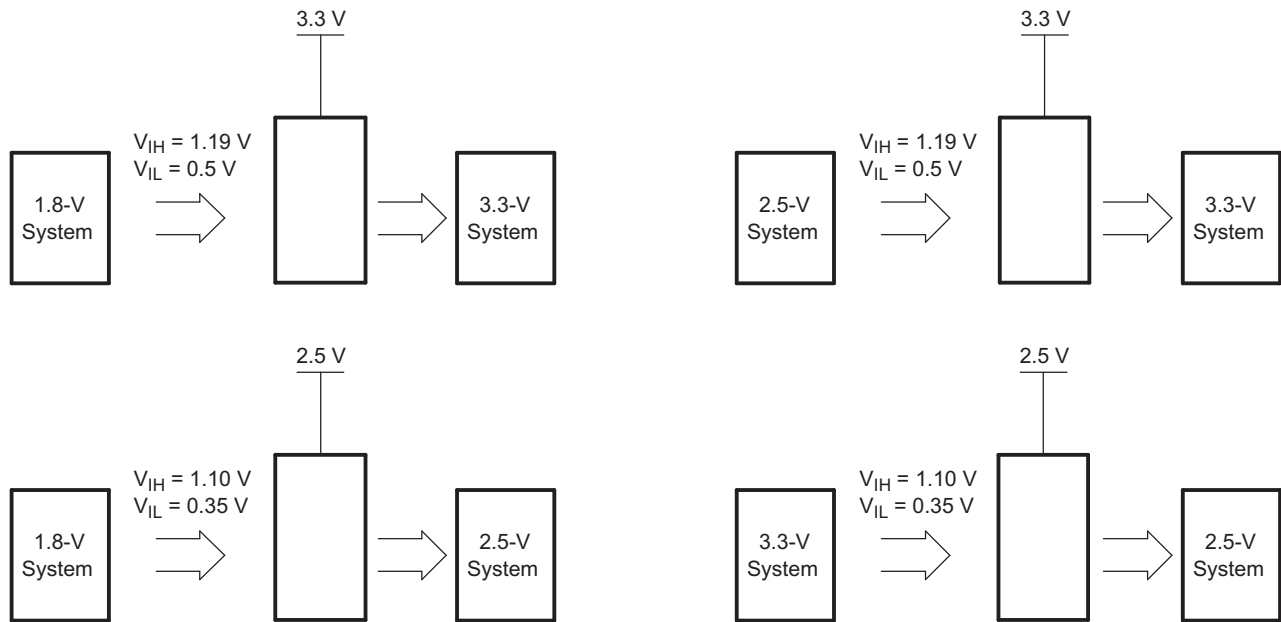 3.3 V
V_IH = 1.19 V
V_IL = 0.5 V
1.8-V
System
3.3-V
System
3.3 V
V_IH = 1.19 V
V_IL = 0.5 V
2.5-V
System
3.3-V
System
2.5 V
V_IH = 1.10 V
V_IL = 0.35 V
1.8-V
System
2.5-V
System
2.5 V
V_IH = 1.10 V
V_IL = 0.35 V
3.3-V
System
2.5-V
System